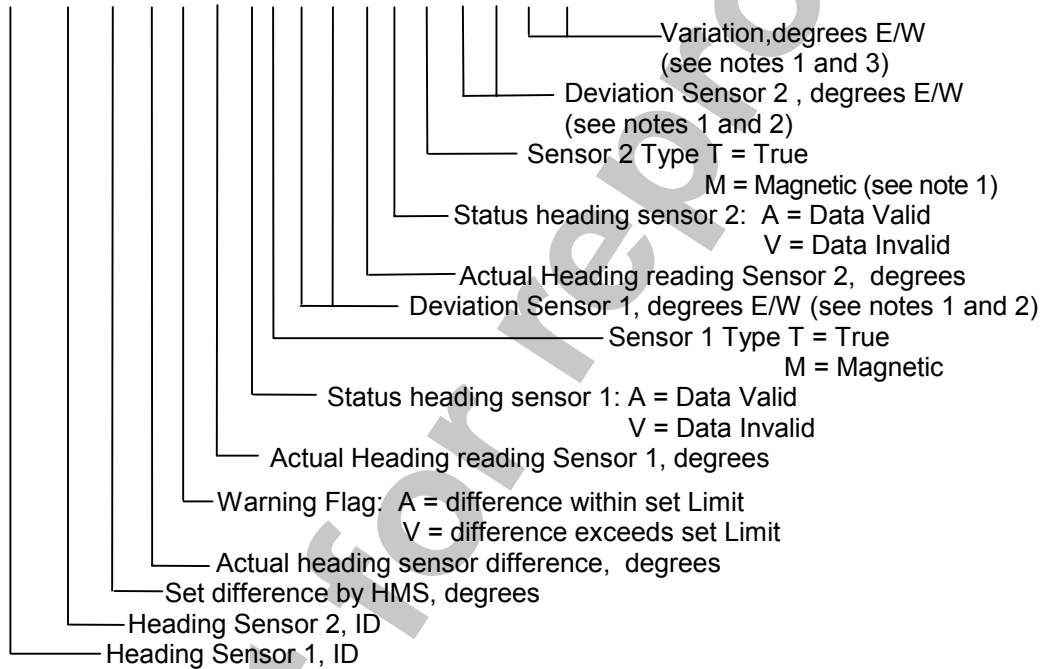 Variation,degrees E/W
(see notes 1 and 3)
Deviation Sensor 2 , degrees E/W
(see notes 1 and 2)
Sensor 2 Type T = True
M = Magnetic (see note 1)
Status heading sensor 2: A = Data Valid
V = Data Invalid
Actual Heading reading Sensor 2, degrees
Deviation Sensor 1, degrees E/W (see notes 1 and 2)
Sensor 1 Type T = True
M = Magnetic
Status heading sensor 1: A = Data Valid
V = Data Invalid
Actual Heading reading Sensor 1, degrees
Warning Flag: A = difference within set Limit
V = difference exceeds set Limit
Actual heading sensor difference, degrees
Set difference by HMS, degrees
Heading Sensor 2, ID
Heading Sensor 1, ID
for repro